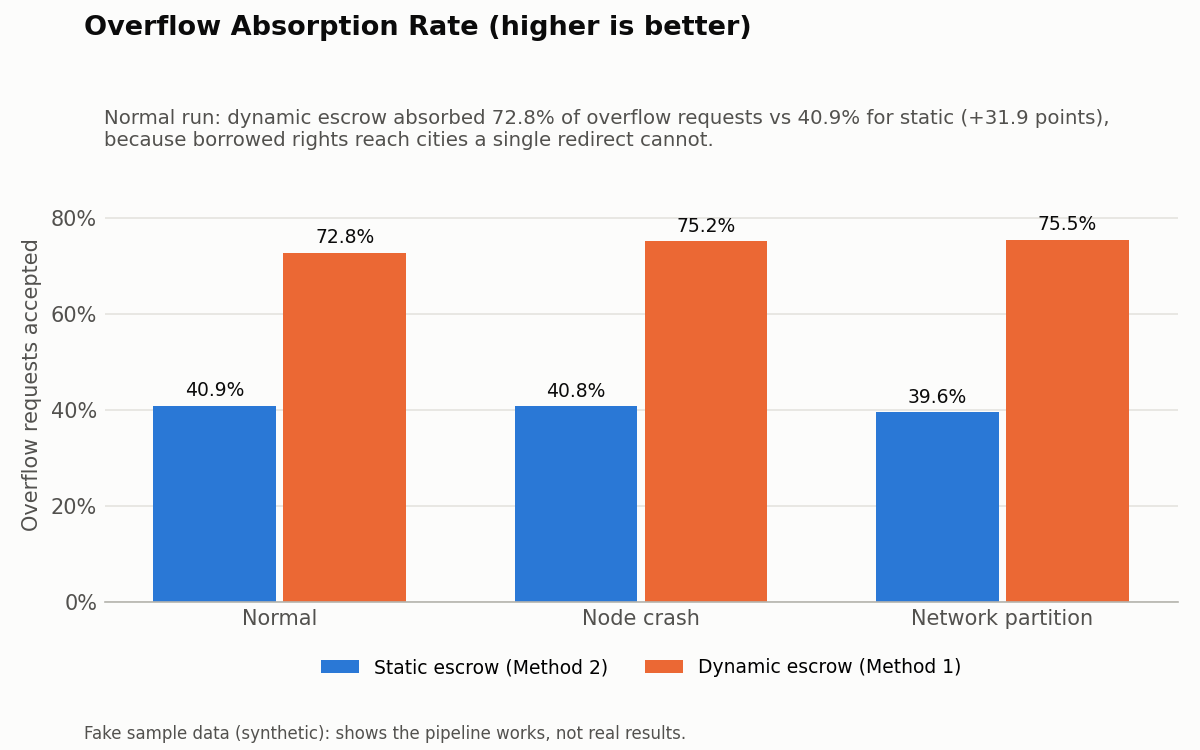 Overflow Absorption Rate (higher is better)
Normal run: dynamic escrow absorbed 72.8% of overflow requests vs 40.9% for static (+31.9 points),
because borrowed rights reach cities a single redirect cannot.
Overflow requests accepted
80%
60%
40%
20%
0%
40.9%
72.8%
40.8%
75.2%
39.6%
75.5%
Normal
Node crash
Network partition
Static escrow (Method 2)
Dynamic escrow (Method 1)
Fake sample data (synthetic): shows the pipeline works, not real results.